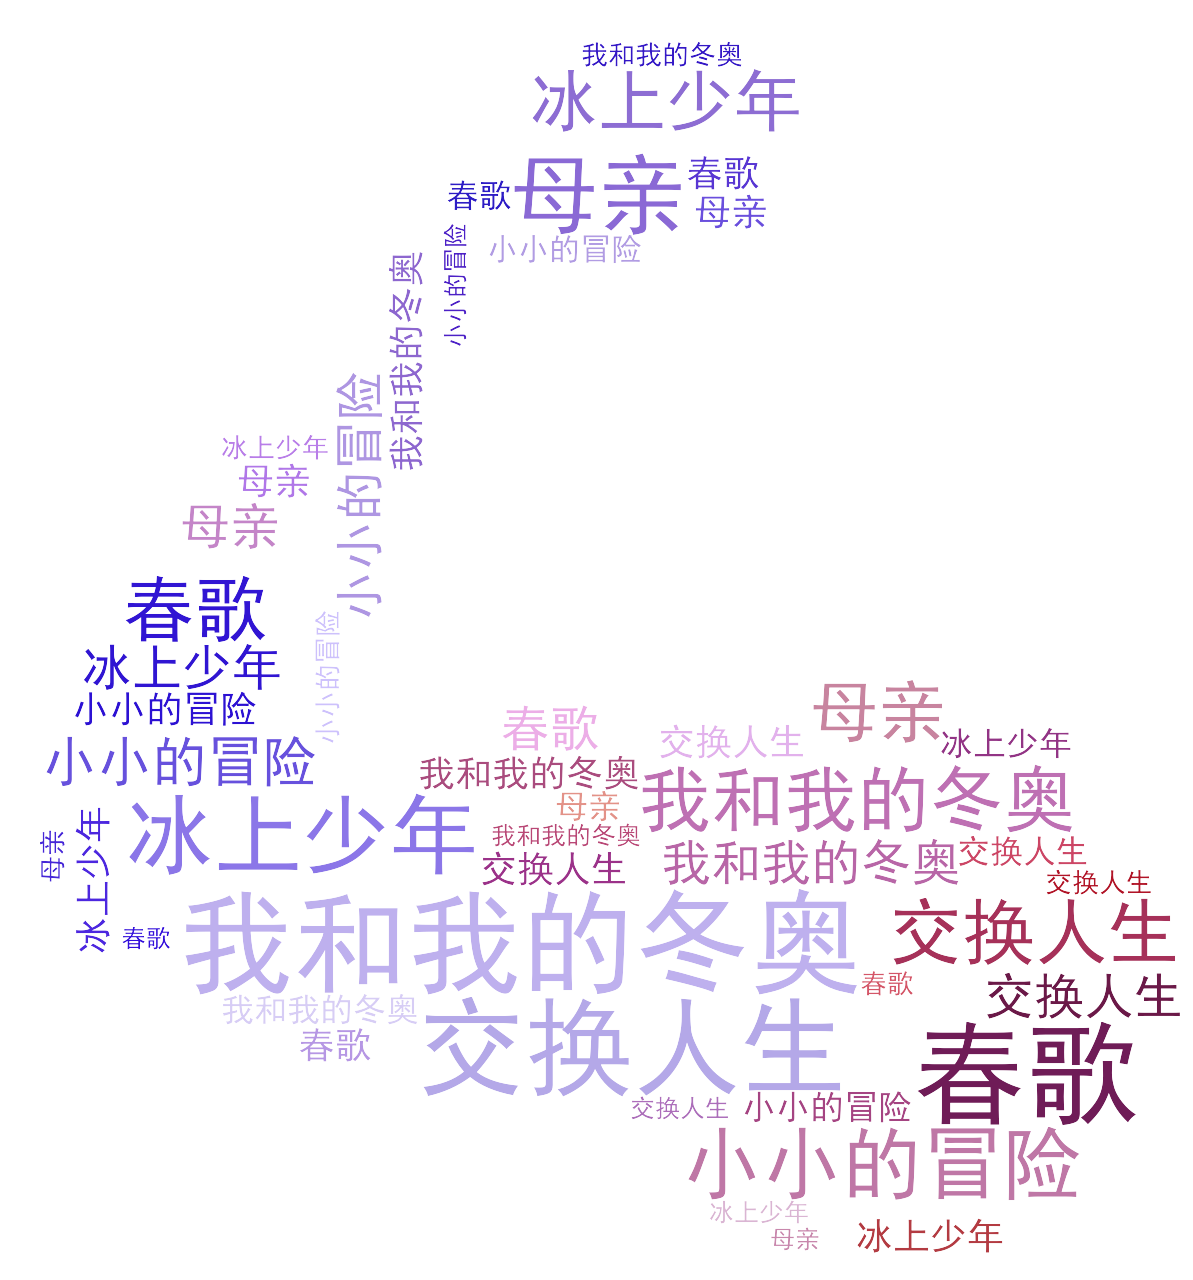 我和我的冬奥
冰上少年
母亲
春歌
春歌
母亲
小小的冒险
小小的冒险
我和我的冬奥
小小的冒险
冰上少年
母亲
母亲
春歌
小小的冒险
冰上少年
小小的冒险
母亲
春歌
交换人生
冰上少年
小小的冒险
我和我的冬奥
我和我的冬奥
母亲
冰上少年
我和我的冬奥
交换人生
冰上少年
母亲
我和我的冬奥
交换人生
交换人生
我和我的冬奥
春歌
交换人生
春歌
交换人生
我和我的冬奥
交换人生
春歌
春歌
交换人生
小小的冒险
小小的冒险
冰上少年
母亲
冰上少年